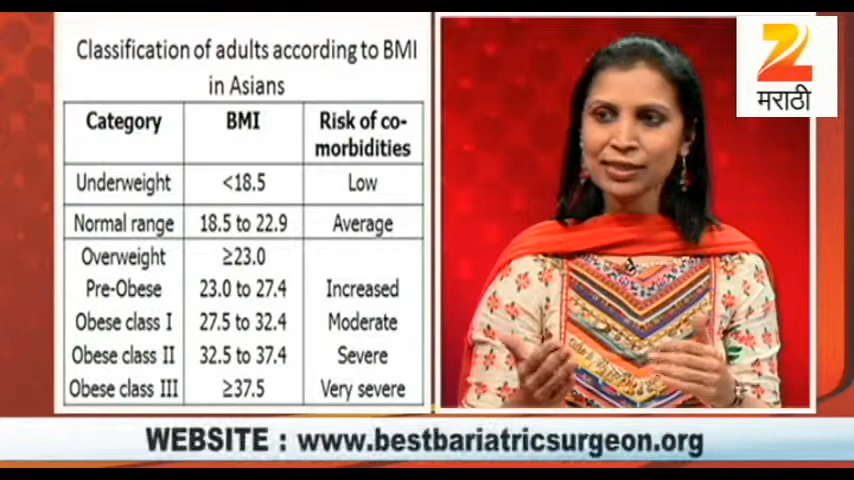 Classification of adults according to BMI
in Asians
Category BMI Risk of co-
morbidities
Underweight <18.5 Low
Normal range 18.5 to 22.9 Average
Overweight ≥23.0
Pre-Obese 23.0 to 27.4 Increased
Obese class I 27.5 to 32.4 Moderate
Obese class II 32.5 to 37.4 Severe
Obese class III ≥37.5 Very severe
मराठी
WEBSITE : www.bestbariatricsurgeon.org